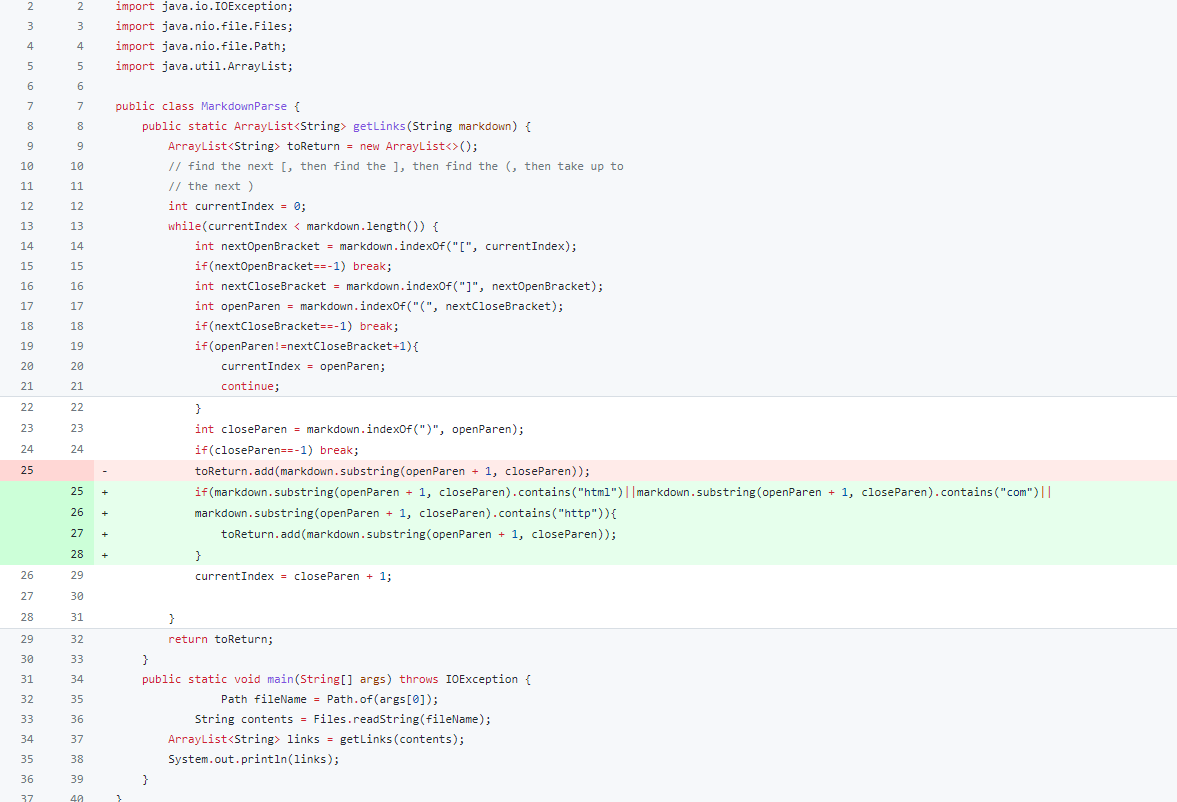 2 2 import java.io.IOException;
3 3 import java.nio.file.Files;
4 4 import java.nio.file.Path;
5 5 import java.util.ArrayList;
6 6
7 7 public class MarkdownParse {
8 8 public static ArrayList<String> getLinks(String markdown) {
9 9 ArrayList<String> toReturn = new ArrayList<>();
10 10 // find the next [, then find the ], then find the (, then take up to
11 11 // the next )
12 12 int currentIndex = 0;
13 13 while(currentIndex < markdown.length()) {
14 14 int nextOpenBracket = markdown.indexOf("[", currentIndex);
15 15 if(nextOpenBracket==-1) break;
16 16 int nextCloseBracket = markdown.indexOf("]", nextOpenBracket);
17 17 int openParen = markdown.indexOf("(", nextCloseBracket);
18 18 if(nextCloseBracket==-1) break;
19 19 if(openParen!=nextCloseBracket+1){
20 20 currentIndex = openParen;
21 21 continue;
22 22 }
23 23 int closeParen = markdown.indexOf(")", openParen);
24 24 if(closeParen==-1) break;
25 - toReturn.add(markdown.substring(openParen + 1, closeParen));
25 + if(markdown.substring(openParen + 1, closeParen).contains("html")||markdown.substring(openParen + 1, closeParen).contains("com")||
26 + markdown.substring(openParen + 1, closeParen).contains("http")){
27 + toReturn.add(markdown.substring(openParen + 1, closeParen));
28 + }
26 29 currentIndex = closeParen + 1;
27 30
28 31 }
29 32 return toReturn;
30 33 }
31 34 public static void main(String[] args) throws IOException {
32 35 Path fileName = Path.of(args[0]);
33 36 String contents = Files.readString(fileName);
34 37 ArrayList<String> links = getLinks(contents);
35 38 System.out.println(links);
36 39 }
37 40 }